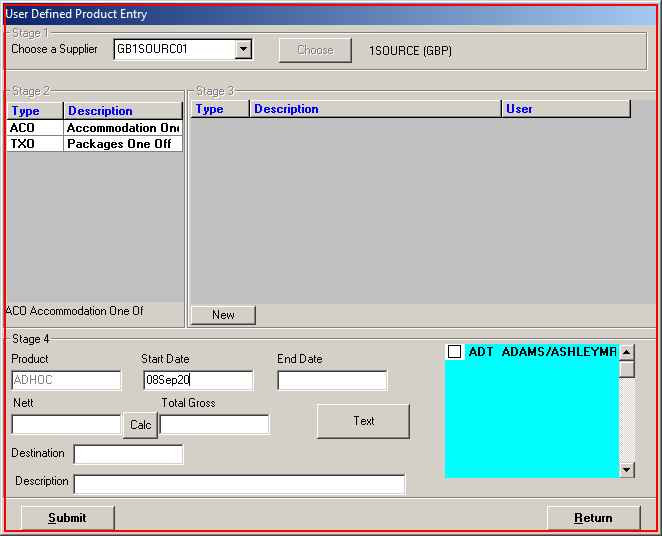 User Defined Product Entry
Stage 1
Choose a Supplier GB1SOURC01 Choose 1SOURCE (GBP)
Stage 2 Stage 3
Type Description Type Description User
ACO Accommodation One
TXO Packages One Off
ACO Accommodation One Of
New
Stage 4
Product Start Date End Date
ADT ADAMS/ASHLEYMR
ADHOC 08Sep20
Nett Total Gross
Calc Text
Destination
Description
Submit Return